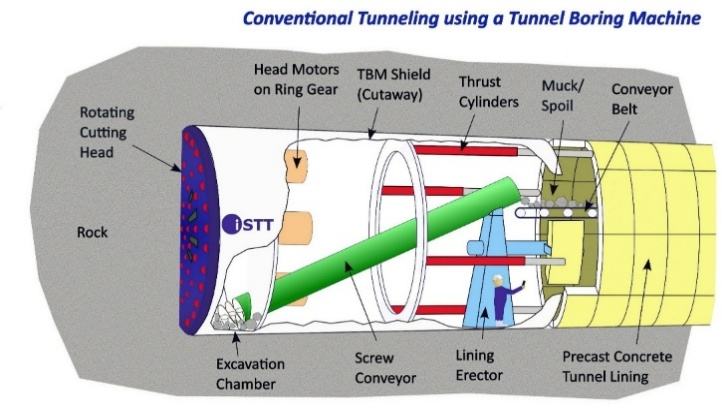 Conventional Tunneling using a Tunnel Boring Machine
Head Motors
on Ring Gear
TBM Shield
(Cutaway)
Thrust
Cylinders
Muck/
Spoil
Conveyor
Belt
Rotating
Cutting
Head
Rock
iSTT
Excavation
Chamber
Screw
Conveyor
Lining
Erector
Precast Concrete
Tunnel Lining